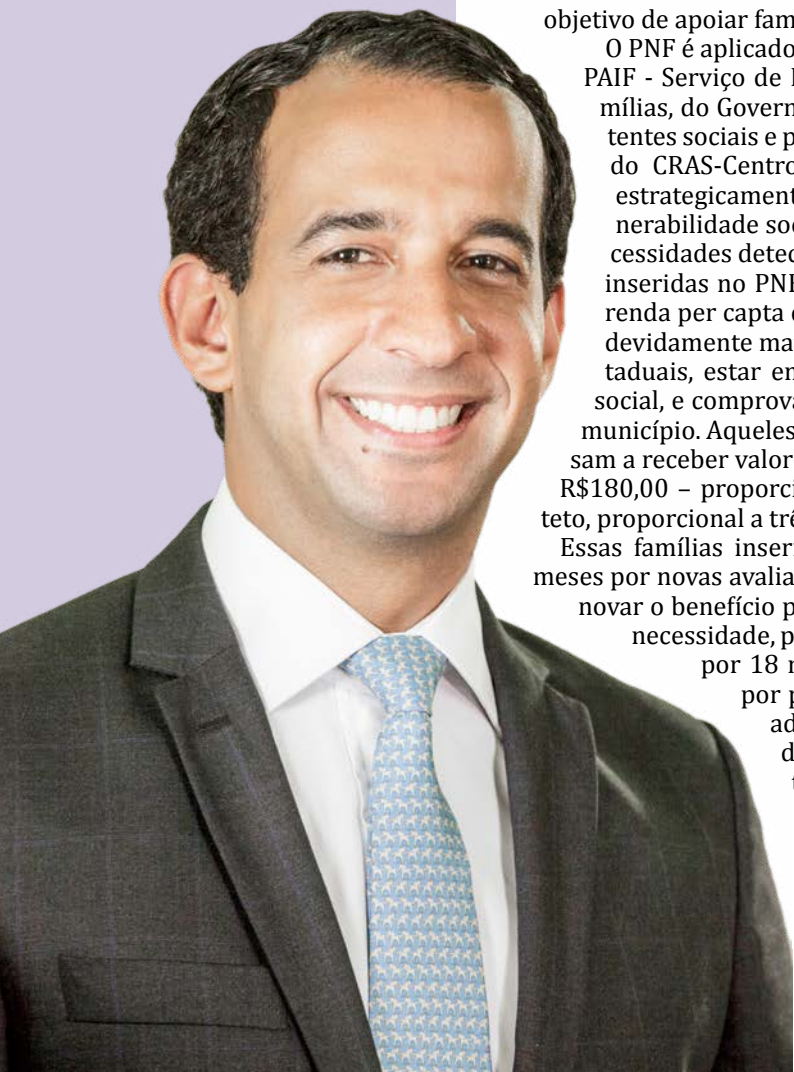 objetivo de apoiar fam
O PNF é aplicado
PAIF - Serviço de
mílias, do Govern
tentes sociais e p
do CRAS-Centro
estrategicament
nerabilidade soc
cessidades detec
inseridas no PNF
renda per capta
devidamente ma
taduais, estar em
social, e comprova
município. Aqueles
sam a receber valor
R$180,00 – proporci
teto, proporcional a trê
Essas famílias inseri
meses por novas avalia
novar o benefício p
necessidade, p
por 18
por p
ad
d